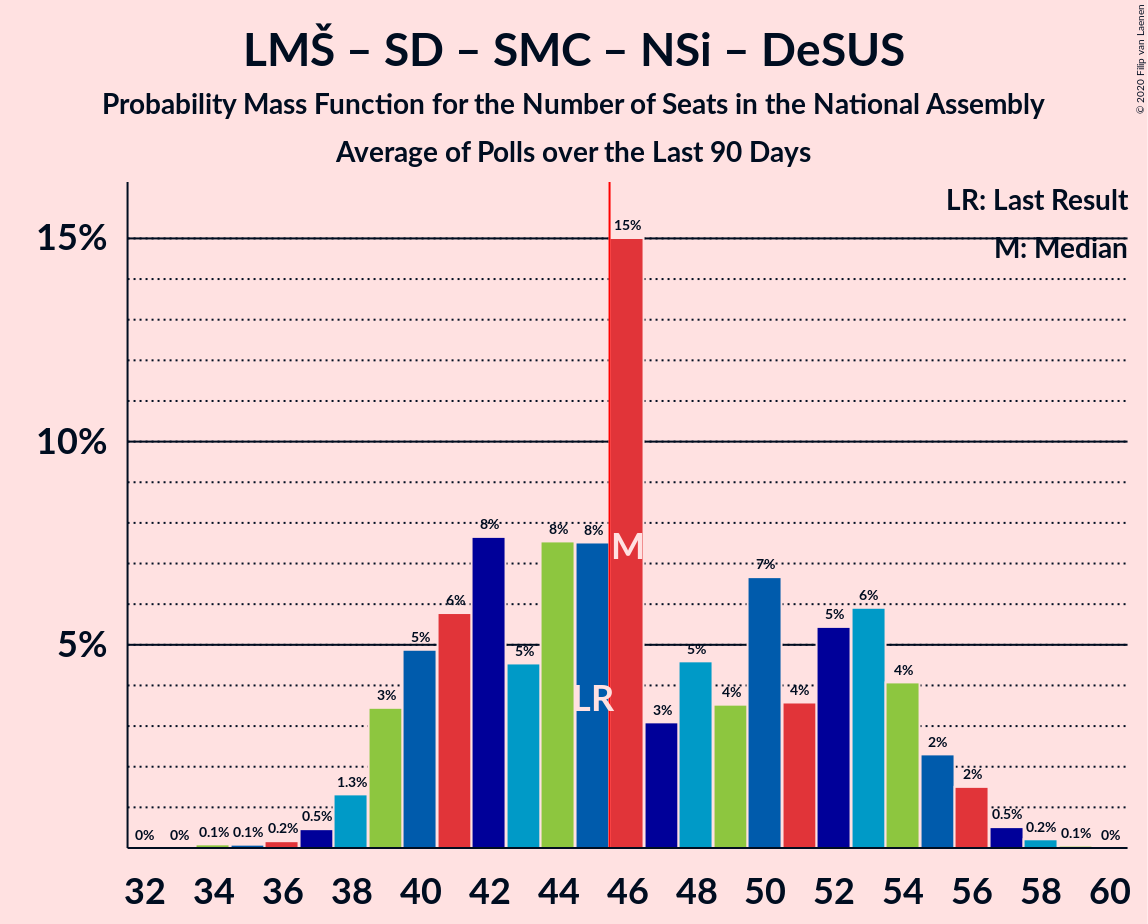 LMŠ – SD – SMC – NSi – DeSUS
Probability Mass Function for the Number of Seats in the National Assembly
Average of Polls over the Last 90 Days
© 2020 Filip van Laenen
LR: Last Result
M: Median
15%
10%
5%
0% 0% 0.1% 0.1% 0.2% 0.5% 1.3% 3% 5% 6% 8% 5% 8% 8% 15% 3% 5% 4% 7% 4% 5% 6% 4% 2% 2% 0.5% 0.2% 0.1% 0%
LR M
32 34 36 38 40 42 44 46 48 50 52 54 56 58 60